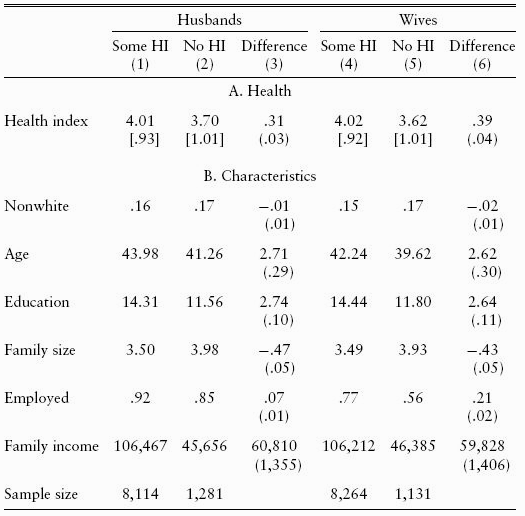 Husbands Wives
Some HI No HI Difference Some HI No HI Difference
(1) (2) (3) (4) (5) (6)
A. Health
Health index 4.01 3.70 .31 4.02 3.62 .39
[.93] [1.01] (.03) [.92] [1.01] (.04)
B. Characteristics
Nonwhite .16 .17 −.01 .15 .17 −.02
(.01) (.01)
Age 43.98 41.26 2.71 42.24 39.62 2.62
(.29) (.30)
Education 14.31 11.56 2.74 14.44 11.80 2.64
(.10) (.11)
Family size 3.50 3.98 −.47 3.49 3.93 −.43
(.05) (.05)
Employed .92 .85 .07 .77 .56 .21
(.01) (.02)
Family income 106,467 45,656 60,810 106,212 46,385 59,828
(1,355) (1,406)
Sample size 8,114 1,281 8,264 1,131